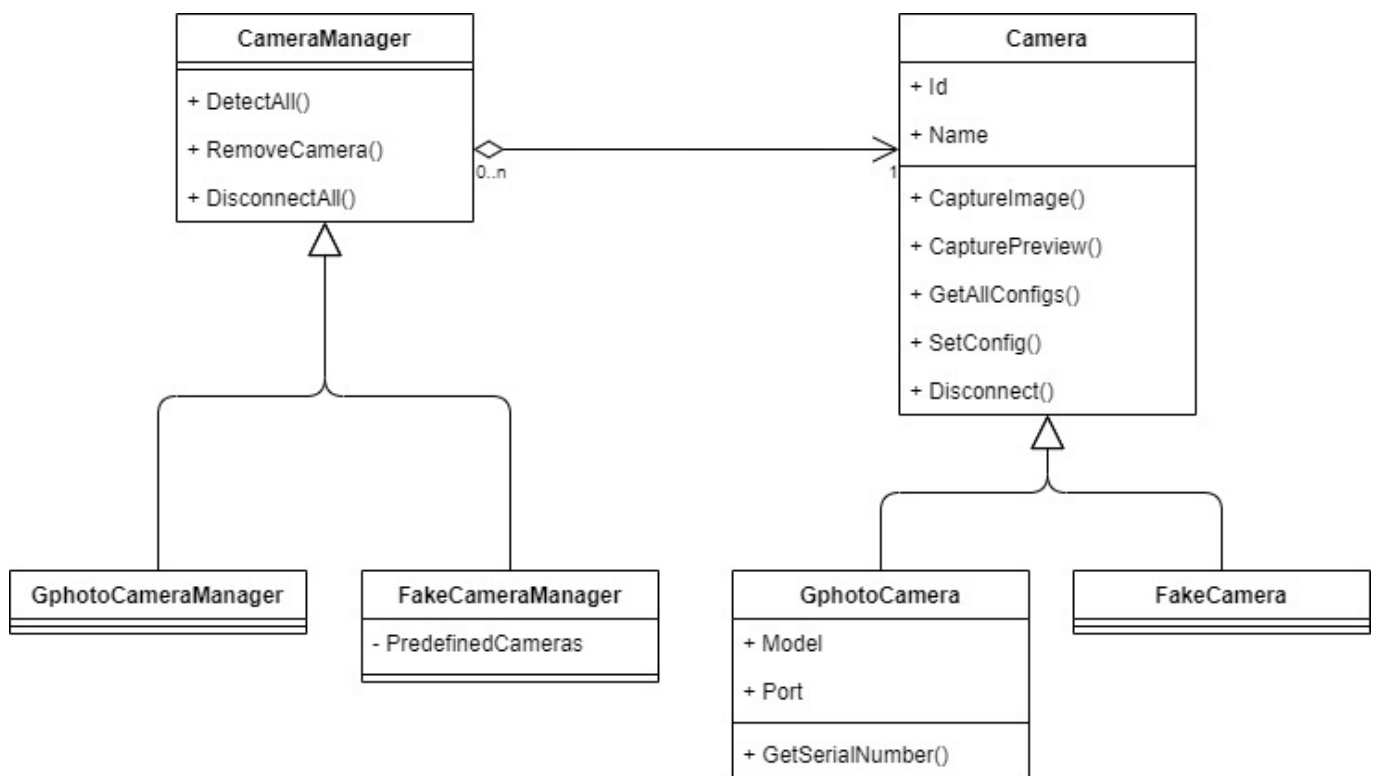 CameraManager
+ DetectAll()
+ RemoveCamera()
+ DisconnectAll()
0..n
1
Camera
+ Id
+ Name
+ CaptureImage()
+ CapturePreview()
+ GetAllConfigs()
+ SetConfig()
+ Disconnect()
GphotoCameraManager
FakeCameraManager
- PredefinedCameras
GphotoCamera
+ Model
+ Port
+ GetSerialNumber()
FakeCamera